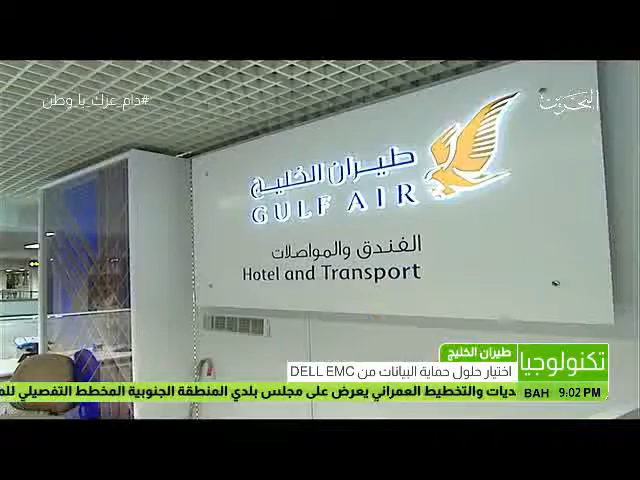 #دام_عزك_يا_وطن
البحرين
طيران الخليج
GULF AIR
الفندق والمواصلات
Hotel and Transport
طيران الخليج
تكنولوجيا
اختيار حلول حماية البيانات من DELL EMC
ديات والتخطيط العمراني يعرض على مجلس بلدي المنطقة الجنوبية المخطط التفصيلي للم
BAH 9:02 PM